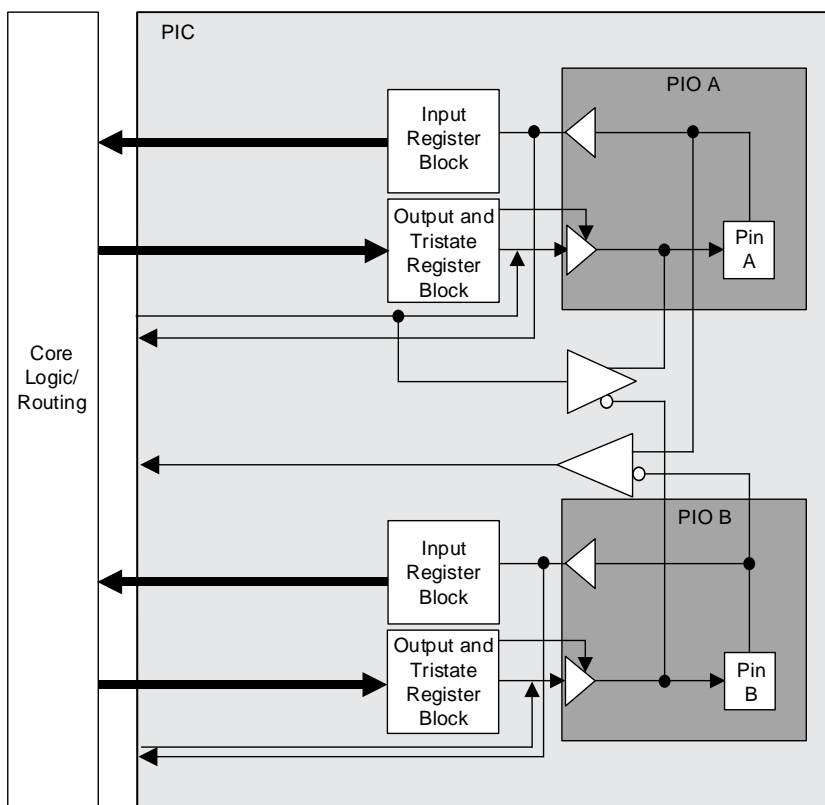 PIC
PIO A
Input
Register
Block
Output and
Tristate
Register
Block
Pin
A
Core
Logic/
Routing
PIO B
Input
Register
Block
Output and
Tristate
Register
Block
Pin
B